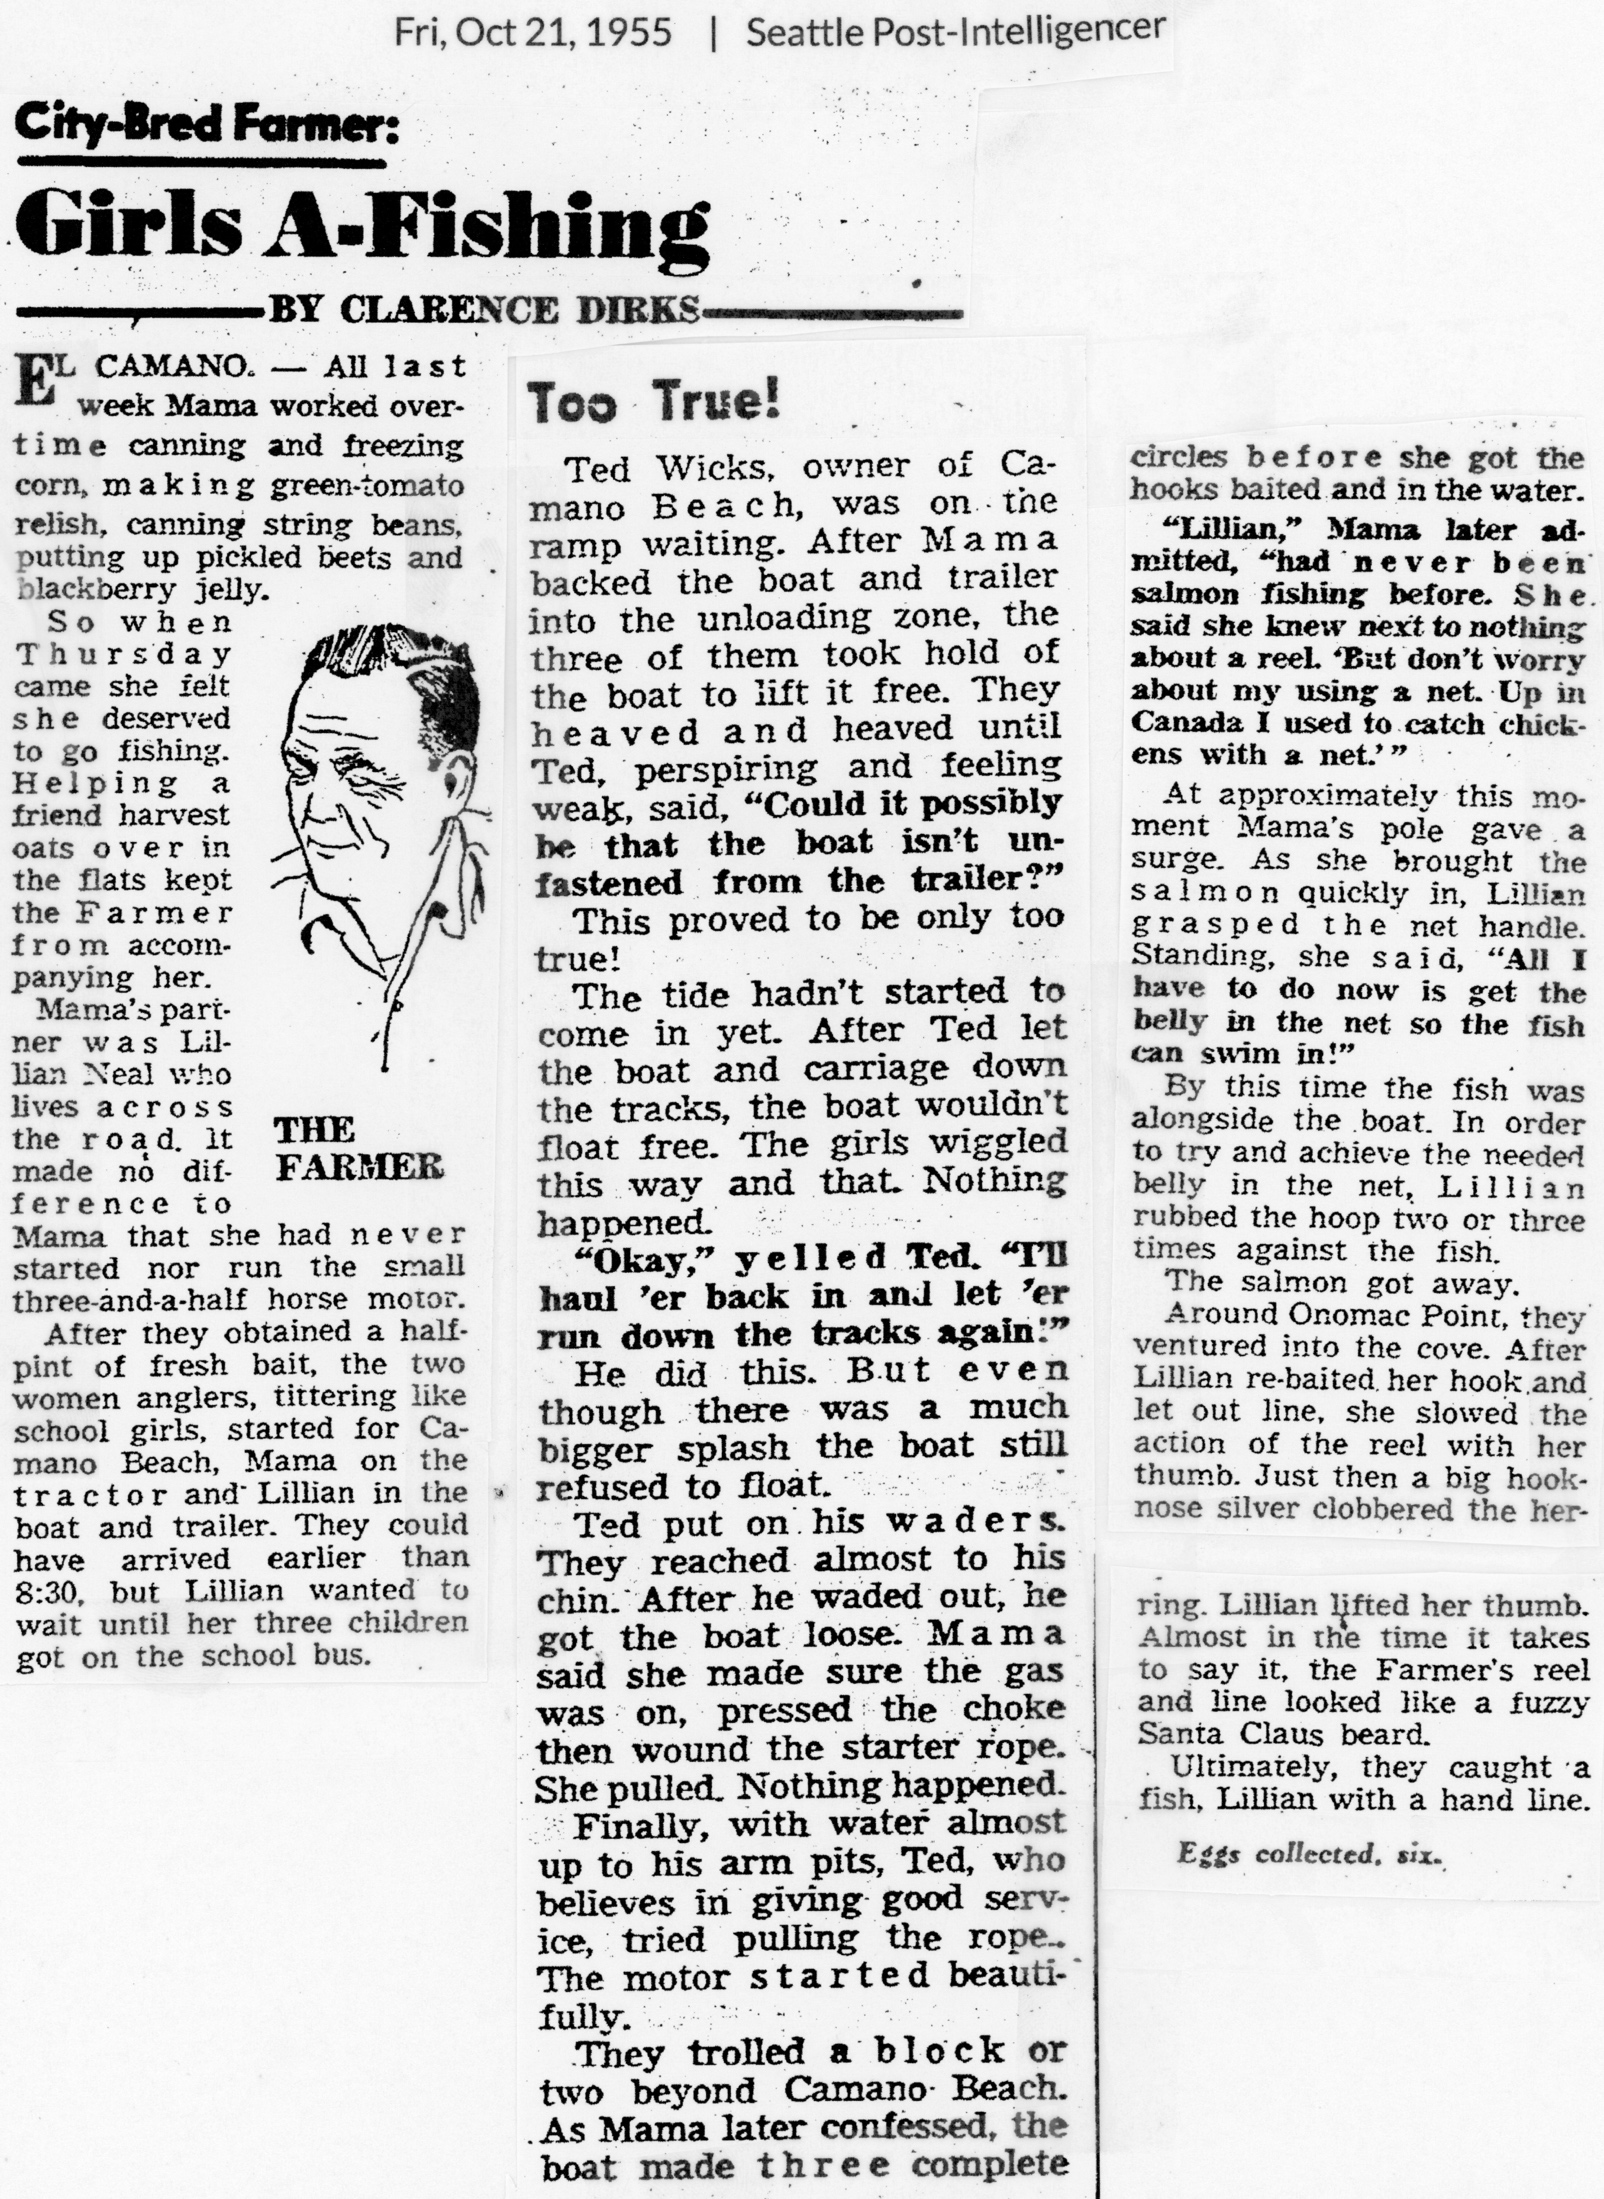 Fri, Oct 21, 1955 | Seattle Post-Intelligencer
City-Bred Farmer:
Girls A-Fishing
BY CLARENCE DIRKS
EL CAMANO. — All last
week Mama worked over-
time canning and freezing
corn, making green-tomato
relish, canning string beans,
putting up pickled beets and
blackberry jelly.
So when
Thursday
came she felt
she deserved
to go fishing.
Helping a
friend harvest
oats over in
the flats kept
the Farmer
from accom-
panying her.
Mama's part-
ner was Lil-
lian Neal who
lives across
the road. It
made no dif-
ference to
THE
FARMER
Mama that she had never
started nor run the small
three-and-a-half horse motor.
After they obtained a half-
pint of fresh bait, the two
women anglers, tittering like
school girls, started for Ca-
mano Beach, Mama on the
tractor and Lillian in the
boat and trailer. They could
have arrived earlier than
8:30, but Lillian wanted to
wait until her three children
got on the school bus.
Too True!
Ted Wicks, owner of Ca-
mano Beach, was on the
ramp waiting. After Mama
backed the boat and trailer
into the unloading zone, the
three of them took hold of
the boat to lift it free. They
heaved and heaved until
Ted, perspiring and feeling
weak, said, "Could it possibly
be that the boat isn't un-
fastened from the trailer?"
This proved to be only too
true!
The tide hadn't started to
come in yet. After Ted let
the boat and carriage down
the tracks, the boat wouldn't
float free. The girls wiggled
this way and that. Nothing
happened.
"Okay," yelled Ted. "I'll
haul 'er back in and let 'er
run down the tracks again!"
He did this. But even
though there was a much
bigger splash the boat still
refused to float.
Ted put on his waders.
They reached almost to his
chin. After he waded out, he
got the boat loose. Mama
said she made sure the gas
was on, pressed the choke
then wound the starter rope.
She pulled. Nothing happened.
Finally, with water almost
up to his arm pits, Ted, who
believes in giving good serv-
ice, tried pulling the rope.
The motor started beauti-
fully.
They trolled a block or
two beyond Camano Beach.
As Mama later confessed, the
boat made three complete
circles before she got the
hooks baited and in the water.
"Lillian," Mama later ad-
mitted, "had never been
salmon fishing before. She
said she knew next to nothing
about a reel. 'But don't worry
about my using a net. Up in
Canada I used to catch chick-
ens with a net.' "
At approximately this mo-
ment Mama's pole gave a
surge. As she brought the
salmon quickly in, Lillian
grasped the net handle.
Standing, she said, "All I
have to do now is get the
belly in the net so the fish
can swim in!"
By this time the fish was
alongside the boat. In order
to try and achieve the needed
belly in the net, Lillian
rubbed the hoop two or three
times against the fish.
The salmon got away.
Around Onomac Point, they
ventured into the cove. After
Lillian re-baited her hook and
let out line, she slowed the
action of the reel with her
thumb. Just then a big hook-
nose silver clobbered the her-
ring. Lillian lifted her thumb.
Almost in the time it takes
to say it, the Farmer's reel
and line looked like a fuzzy
Santa Claus beard.
Ultimately, they caught a
fish, Lillian with a hand line.
Eggs collected, six.